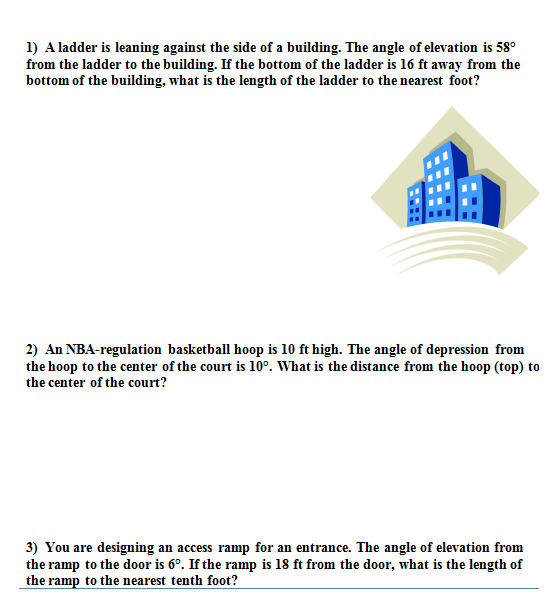 1) A ladder is leaning against the side of a building. The angle of elevation is 58°
from the ladder to the building. If the bottom of the ladder is 16 ft away from the
bottom of the building, what is the length of the ladder to the nearest foot?
2) An NBA-regulation basketball hoop is 10 ft high. The angle of depression from
the hoop to the center of the court is 10°. What is the distance from the hoop (top) to
the center of the court?
3) You are designing an access ramp for an entrance. The angle of elevation from
the ramp to the door is 6°. If the ramp is 18 ft from the door, what is the length of
the ramp to the nearest tenth foot?